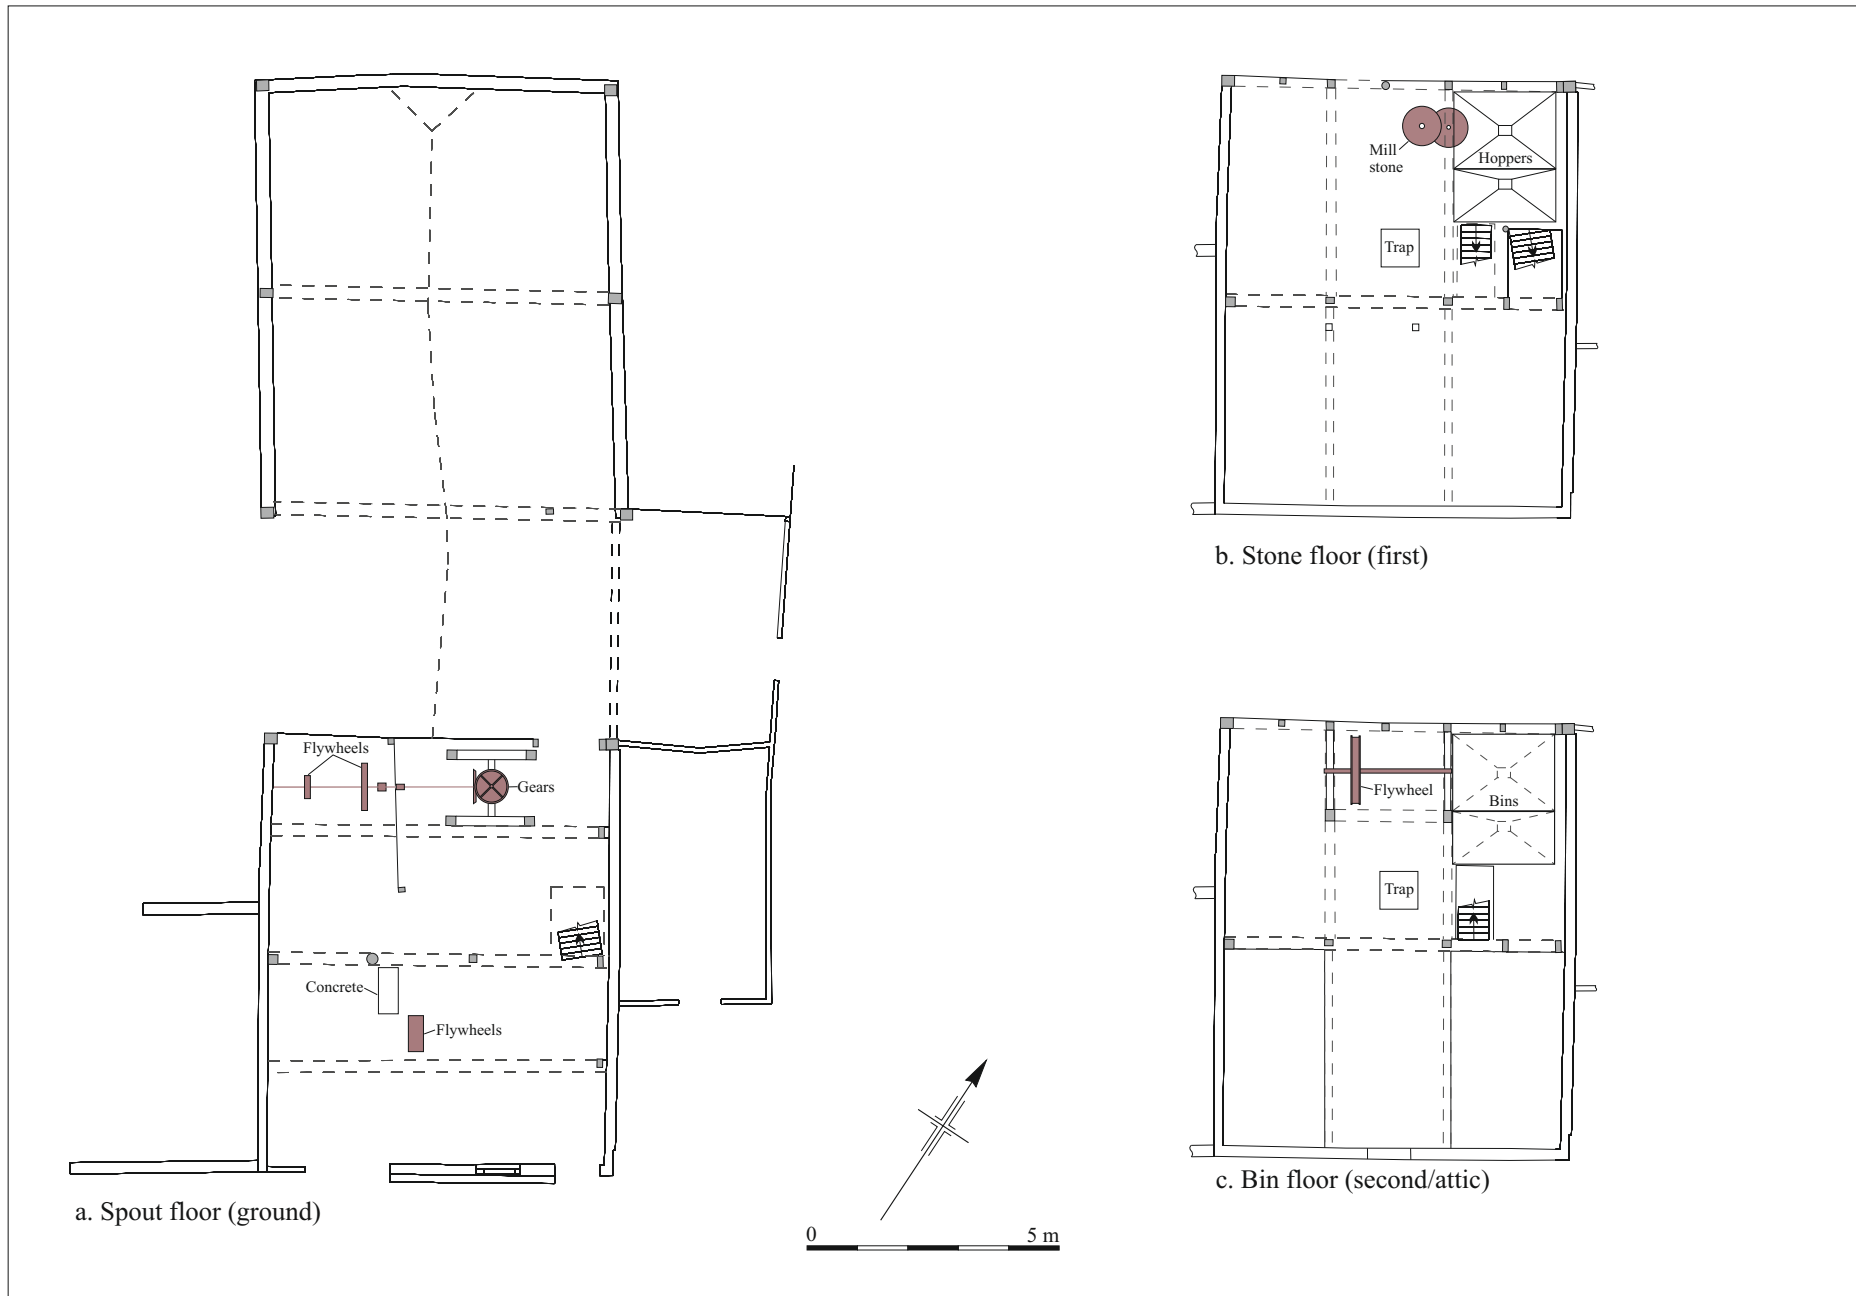 Flywheels
Gears
Concrete
Flywheels
a. Spout floor (ground)
Mill
stone
Hoppers
Trap
b. Stone floor (first)
Flywheel
Bins
Trap
c. Bin floor (second/attic)
0
5 m